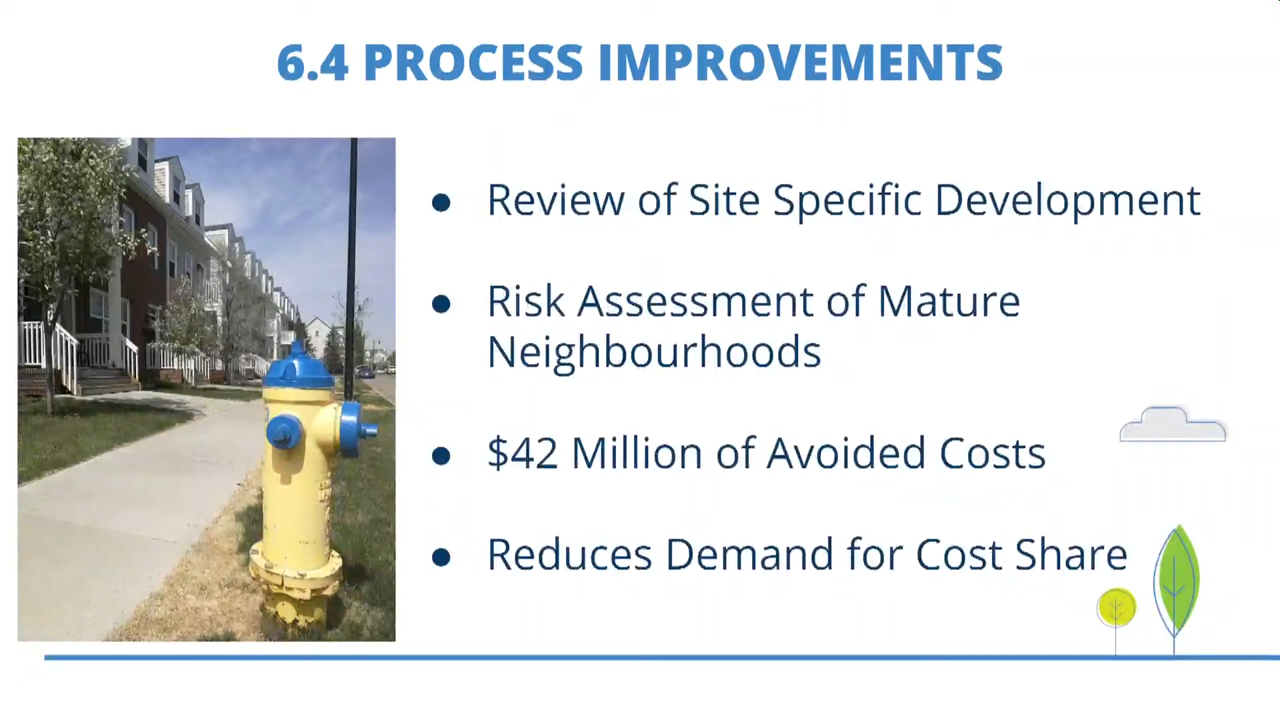 6.4 PROCESS IMPROVEMENTS
● Review of Site Specific Development
● Risk Assessment of Mature
Neighbourhoods
● $42 Million of Avoided Costs
● Reduces Demand for Cost Share